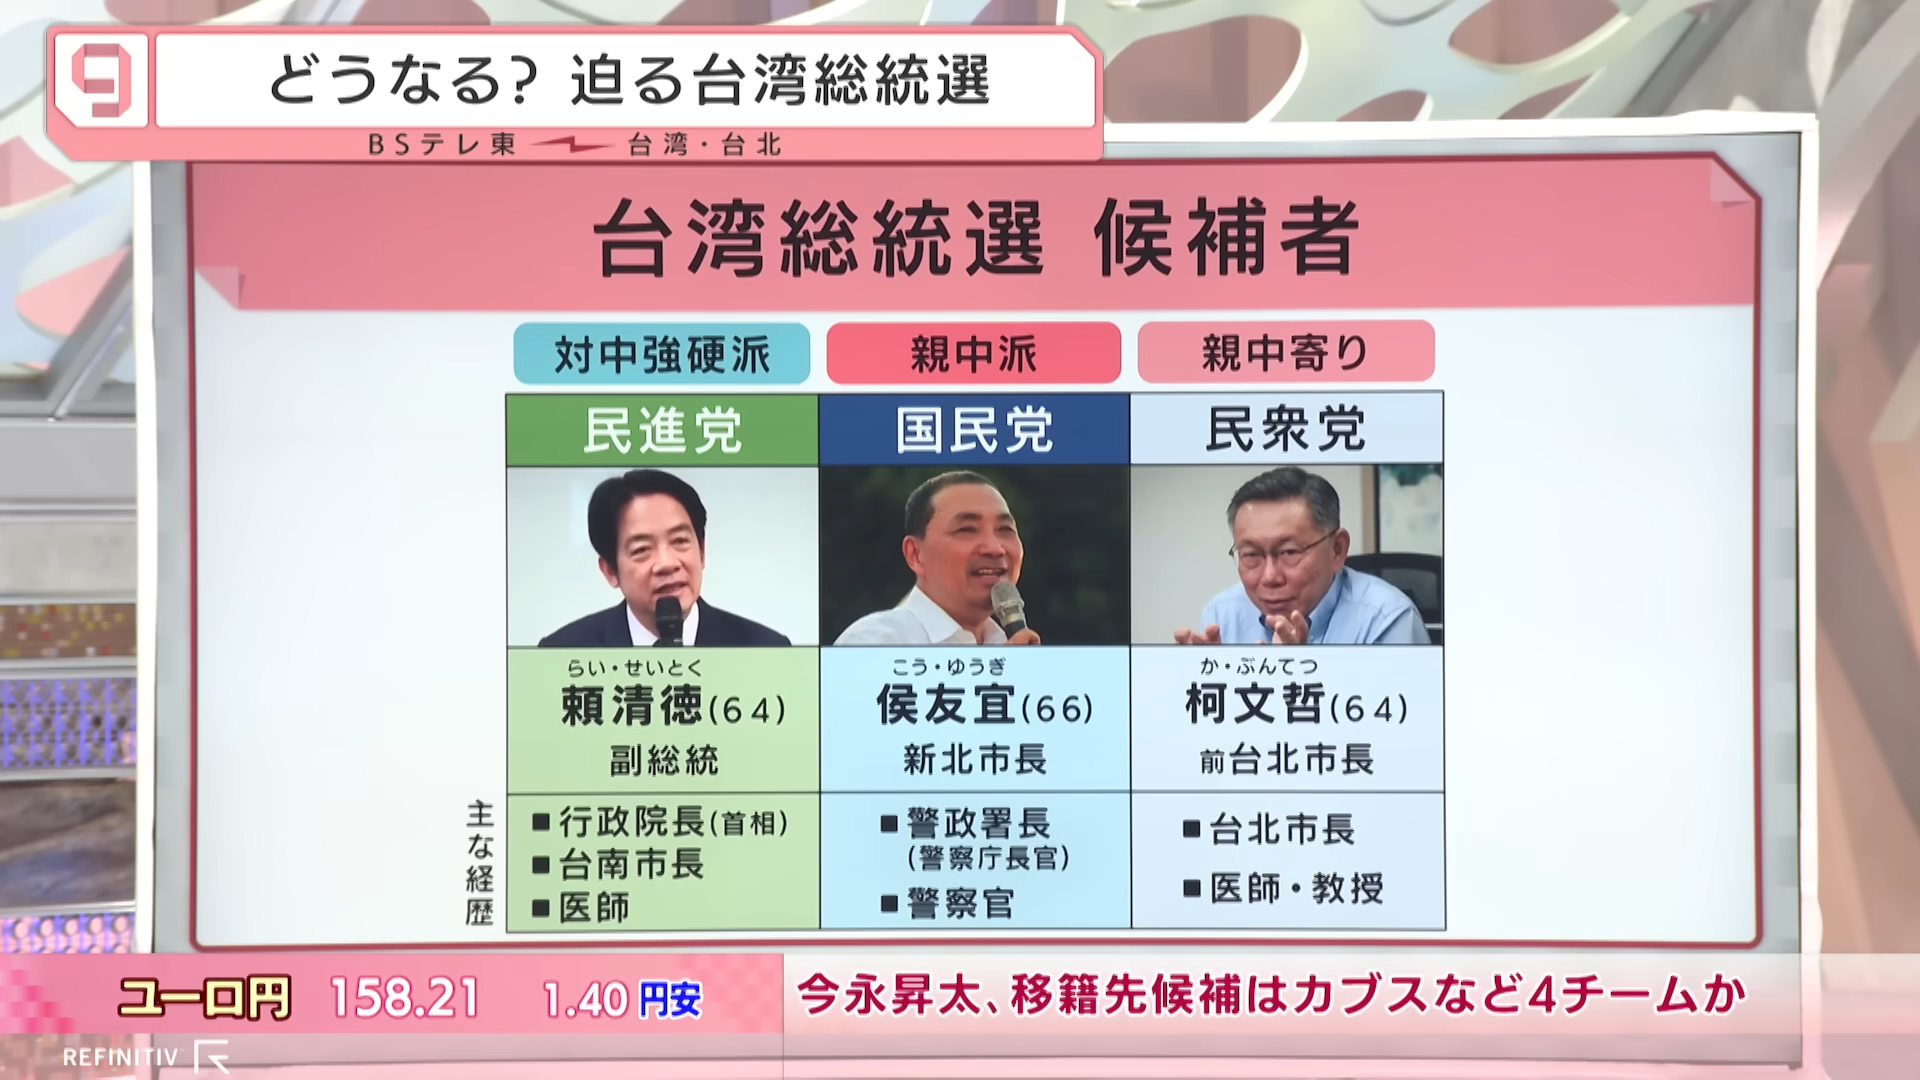 9
どうなる? 迫る台湾総統選
BSテレ東 台湾・台北
台湾総統選 候補者
対中強硬派
親中派
親中寄り
民進党
国民党
民衆党
らい・せいとく
頼清徳(64)
副総統
こう・ゆうぎ
侯友宜(66)
新北市長
か・ぶんてつ
柯文哲(64)
前台北市長
主な経歴
■行政院長(首相)
■台南市長
■医師
■警政署長
(警察庁長官)
■警察官
■台北市長
■医師・教授
ユーロ円 158.21 1.40円安
今永昇太、移籍先候補はカブスなど4チームか
REFINITIV